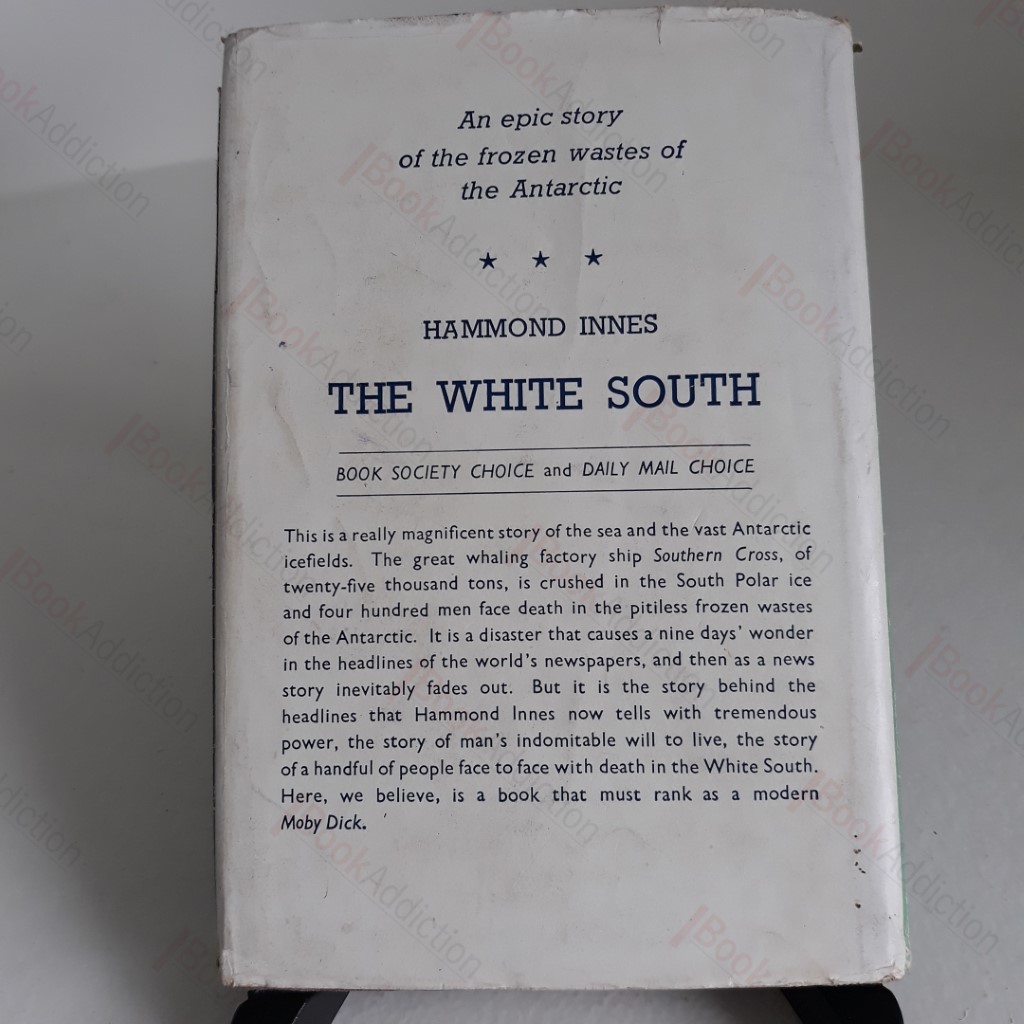 An epic story
of the frozen wastes of
the Antarctic
★ ★ ★
HAMMOND INNES
THE WHITE SOUTH
BOOK SOCIETY CHOICE and DAILY MAIL CHOICE
This is a really magnificent story of the sea and the vast Antarctic
icefields. The great whaling factory ship Southern Cross, of
twenty-five thousand tons, is crushed in the South Polar ice
and four hundred men face death in the pitiless frozen wastes
of the Antarctic. It is a disaster that causes a nine days' wonder
in the headlines of the world's newspapers, and then as a news
story inevitably fades out. But it is the story behind the
headlines that Hammond Innes now tells with tremendous
power, the story of man's indomitable will to live, the story
of a handful of people face to face with death in the White South.
Here, we believe, is a book that must rank as a modern
Moby Dick.
BookAddiction